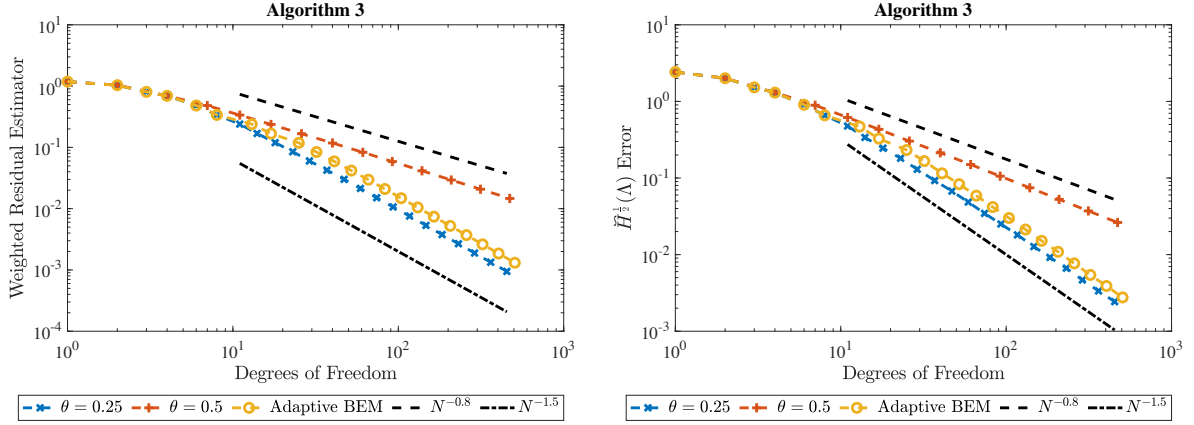 Algorithm 3
10^1
10^0
10^-1
10^-2
10^-3
10^-4
Weighted Residual Estimator
10^0 10^1 10^2 10^3
Degrees of Freedom
θ = 0.25 θ = 0.5 Adaptive BEM N^-0.8 N^-1.5
Algorithm 3
10^1
10^0
10^-1
10^-2
10^-3
H̆^{1/2}(Λ) Error
10^0 10^1 10^2 10^3
Degrees of Freedom
θ = 0.25 θ = 0.5 Adaptive BEM N^-0.8 N^-1.5